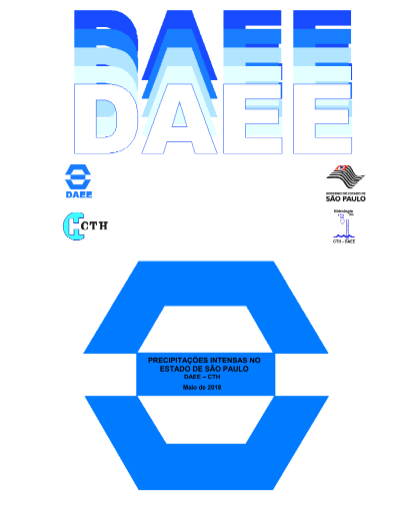 DAEE
DAEE
GOVERNO DO ESTADO DE
SÃO PAULO
CTH
Hidrologia
CTH - DAEE
PRECIPITAÇÕES INTENSAS NO
ESTADO DE SÃO PAULO
DAEE – CTH
Maio de 2018